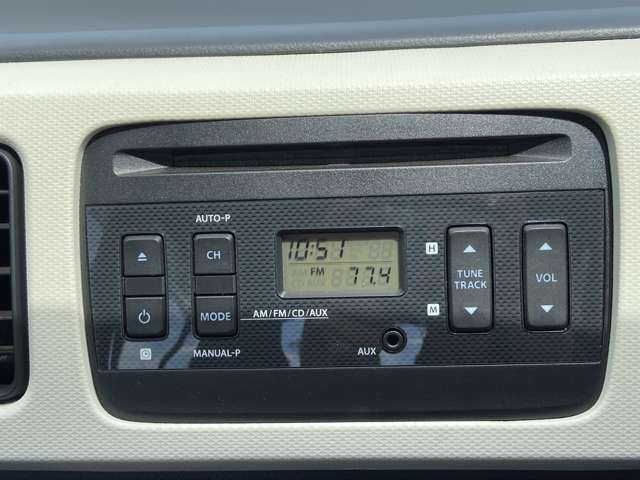 AUTO-P
CH
MODE
AM/FM/CD/AUX
MANUAL-P
10:51
FM
77.4
AUX
H
TUNE
TRACK
M
VOL